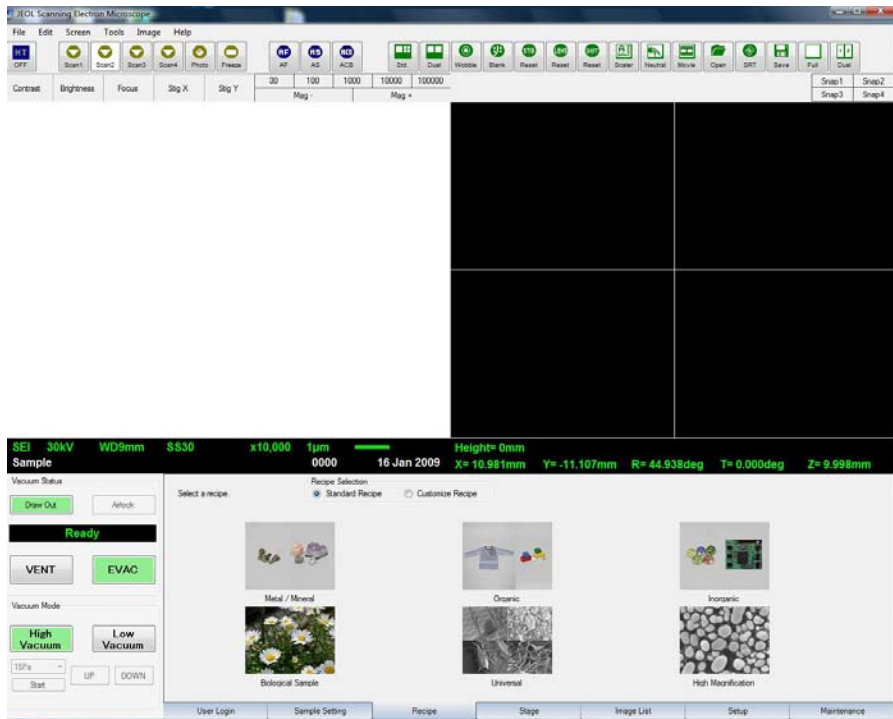 JEOL Scanning Electron Microscope
File Edit Screen Tools Image Help
HT
OFF
Scan1 Scan2 Scan3 Scan4 Photo Freeze
AF AS ACB
AF AS ACB
Std. Dual
Wobble Blank Reset Reset Reset Scaler Neutral Movie Open SRT Save Full Dual
Contrast Brightness Focus Stig X Stig Y
30 100 1000 10000 100000
Mag - Mag +
Snap1 Snap2
Snap3 Snap4
SEI 30kV WD9mm SS30 x10,000 1µm
Sample 0000 16 Jan 2009
Height= 0mm
X= 10.981mm Y= -11.107mm R= 44.938deg T= 0.000deg Z= 9.998mm
Vacuum Status
Draw Out Airlock
Ready
VENT EVAC
Vacuum Mode
High Vacuum Low Vacuum
15Pa UP DOWN
Start
Select a recipe.
Recipe Selection
Standard Recipe Customize Recipe
Metal / Mineral Organic Inorganic
Biological Sample Universal High Magnification
User Login Sample Setting Recipe Stage Image List Setup Maintenance